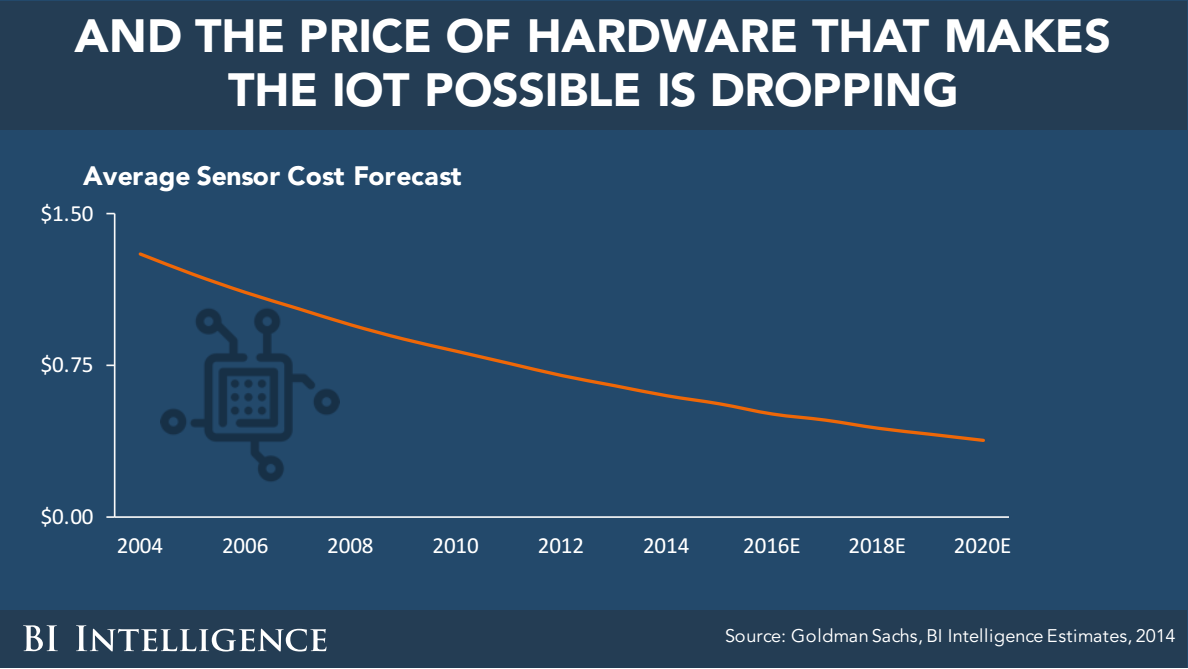 AND THE PRICE OF HARDWARE THAT MAKES
THE IOT POSSIBLE IS DROPPING
Average Sensor Cost Forecast
$1.50
$0.75
$0.00
2004 2006 2008 2010 2012 2014 2016E 2018E 2020E
BI INTELLIGENCE
Source: Goldman Sachs, BI Intelligence Estimates, 2014